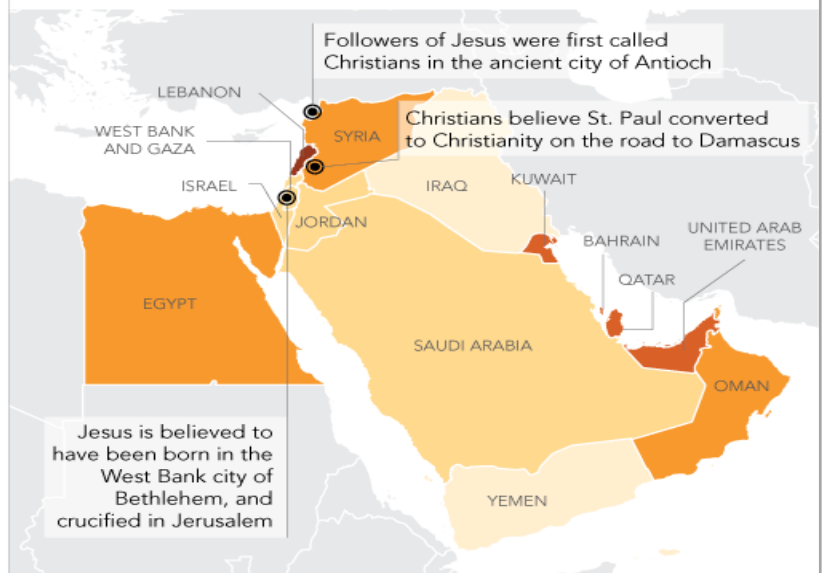 Followers of Jesus were first called
Christians in the ancient city of Antioch
LEBANON
Christians believe St. Paul converted
to Christianity on the road to Damascus
WEST BANK
AND GAZA
SYRIA
ISRAEL
IRAQ
KUWAIT
JORDAN
BAHRAIN
UNITED ARAB
EMIRATES
QATAR
EGYPT
SAUDI ARABIA
OMAN
Jesus is believed to
have been born in the
West Bank city of
Bethlehem, and
crucified in Jerusalem
YEMEN